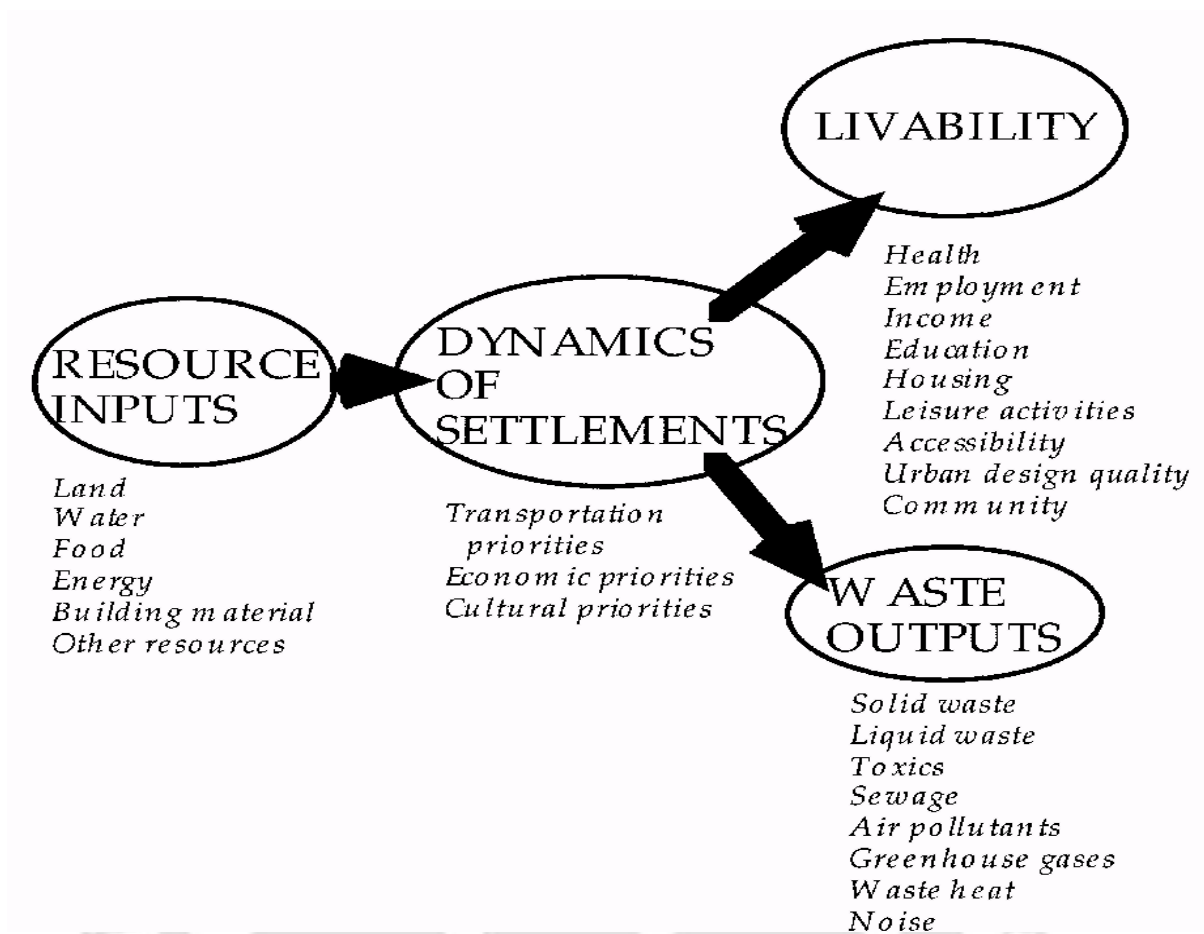 LIVABILITY
Health
Employment
Income
Education
Housing
Leisure activities
Accessibility
Urban design quality
Community
RESOURCE
INPUTS
Land
Water
Food
Energy
Building material
Other resources
DYNAMICS
OF
SETTLEMENTS
Transportation
priorities
Economic priorities
Cultural priorities
WASTE
OUTPUTS
Solid waste
Liquid waste
Toxics
Sewage
Air pollutants
Greenhouse gases
Waste heat
Noise